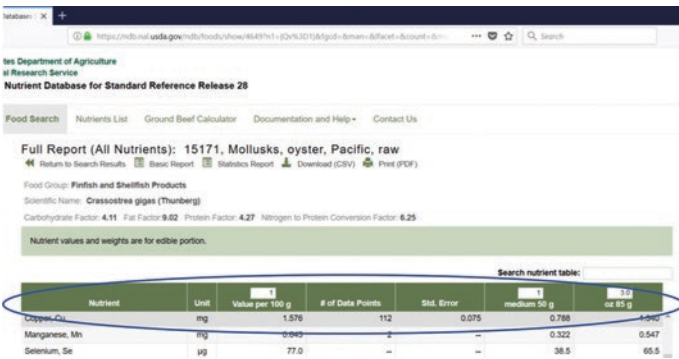 Databases
https://ndb.nal.usda.gov/ndb/foods/show/4649?n1={Qv%3D1}&fgcd=&man=&lfacet=&count=&
Search
tes Department of Agriculture
al Research Service
Nutrient Database for Standard Reference Release 28
Food Search Nutrients List Ground Beef Calculator Documentation and Help Contact Us
Full Report (All Nutrients): 15171, Mollusks, oyster, Pacific, raw
Return to Search Results Basic Report Statistics Report Download (CSV) Print (PDF)
Food Group: Finfish and Shellfish Products
Scientific Name: Crassostrea gigas (Thunberg)
Carbohydrate Factor: 4.11 Fat Factor:9.02 Protein Factor: 4.27 Nitrogen to Protein Conversion Factor: 6.25
Nutrient values and weights are for edible portion.
Search nutrient table:
1 1 3.0
Nutrient Unit Value per 100 g # of Data Points Std. Error medium 50 g oz 85 g
Copper, Cu mg 1.576 112 0.075 0.788 1.340
Manganese, Mn mg 0.643 2 -- 0.322 0.547
Selenium, Se µg 77.0 -- -- 38.5 65.5